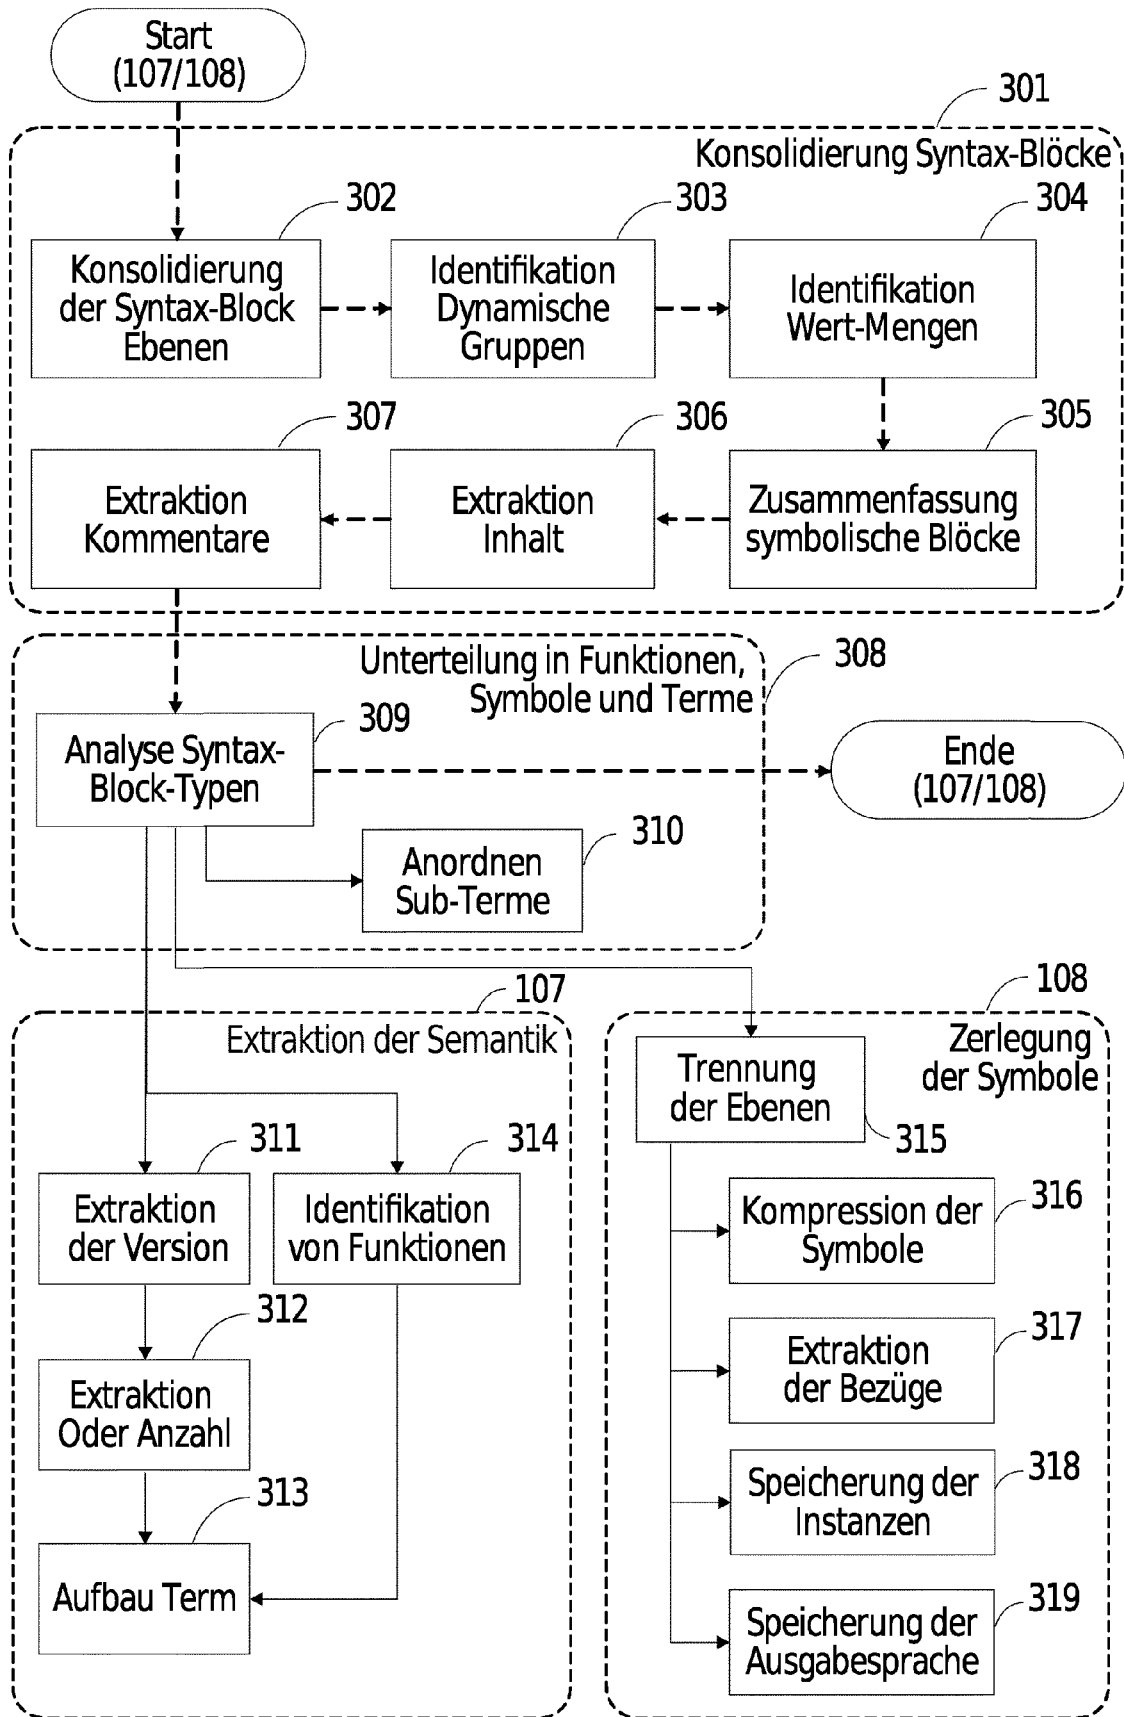 Start
(107/108)
301
Konsolidierung Syntax-Blöcke
302
303
304
Konsolidierung
der Syntax-Block
Ebenen
Identifikation
Dynamische
Gruppen
Identifikation
Wert-Mengen
307
306
305
Extraktion
Kommentare
Extraktion
Inhalt
Zusammenfassung
symbolische Blöcke
308
Unterteilung in Funktionen,
Symbole und Terme
309
Analyse Syntax-
Block-Typen
Ende
(107/108)
310
Anordnen
Sub-Terme
107
Extraktion der Semantik
311
314
Extraktion
der Version
Identifikation
von Funktionen
312
Extraktion
Oder Anzahl
313
Aufbau Term
108
Zerlegung
der Symbole
Trennung
der Ebenen
315
316
Kompression der
Symbole
317
Extraktion
der Bezüge
318
Speicherung der
Instanzen
319
Speicherung der
Ausgabesprache